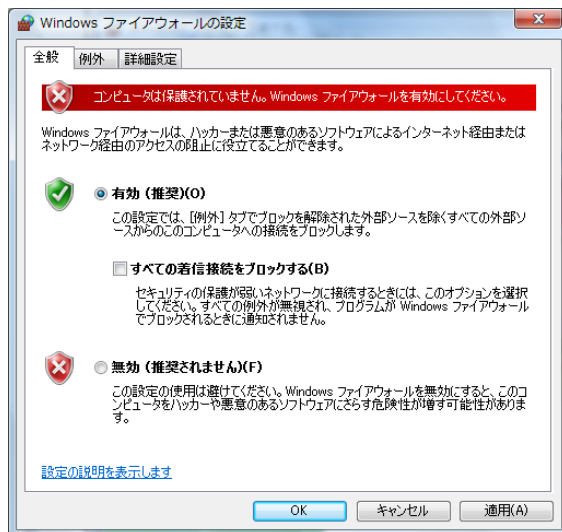 Windows ファイアウォールの設定
全般
例外
詳細設定
コンピュータは保護されていません。Windows ファイアウォールを有効にしてください。
Windows ファイアウォールは、ハッカーまたは悪意のあるソフトウェアによるインターネット経由または
ネットワーク経由のアクセスの阻止に役立てることができます。
有効 (推奨)(O)
この設定では、[例外] タブでブロックを解除された外部ソースを除くすべての外部ソ
ースからのこのコンピュータへの接続をブロックします。
すべての着信接続をブロックする(B)
セキュリティの保護が弱いネットワークに接続するときには、このオプションを選択
してください。すべての例外が無視され、プログラムが Windows ファイアウォール
でブロックされるときに通知されません。
無効 (推奨されません)(F)
この設定の使用は避けてください。Windows ファイアウォールを無効にすると、このコ
ンピュータをハッカーや悪意のあるソフトウェアにさらす危険性が増す可能性がありま
す。
設定の説明を表示します
OK
キャンセル
適用(A)